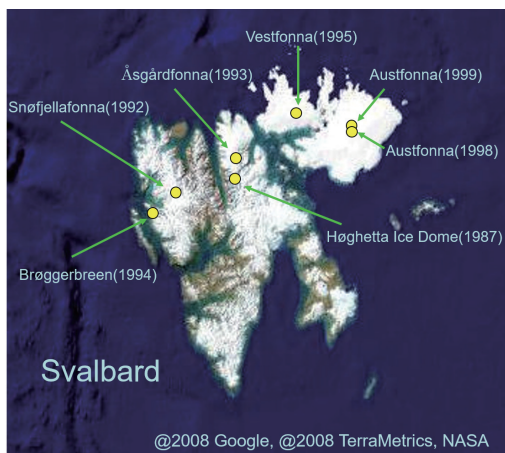 Vestfonna(1995)
Åsgårdfonna(1993)
Austfonna(1999)
Snøfjellafonna(1992)
Austfonna(1998)
Høghetta Ice Dome(1987)
Brøggerbreen(1994)
Svalbard
@2008 Google, @2008 TerraMetrics, NASA